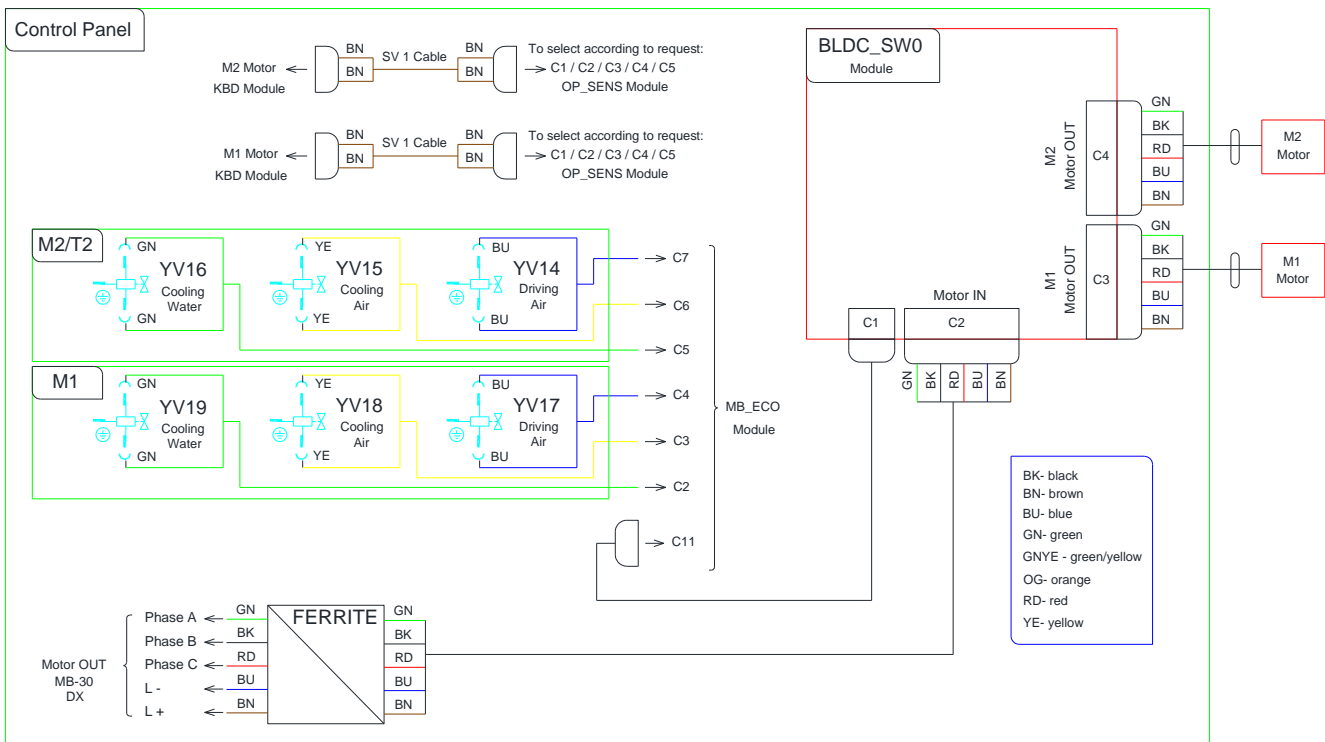 Control Panel
BN
BN
SV 1 Cable
BN
BN
M2 Motor
KBD Module
To select according to request:
C1 / C2 / C3 / C4 / C5
OP_SENS Module
BN
BN
SV 1 Cable
BN
BN
M1 Motor
KBD Module
To select according to request:
C1 / C2 / C3 / C4 / C5
OP_SENS Module
BLDC_SW0
Module
M2
Motor OUT
C4
GN
BK
RD
BU
BN
M2
Motor
M1
Motor OUT
C3
GN
BK
RD
BU
BN
M1
Motor
Motor IN
C1
C2
GN
BK
RD
BU
BN
M2/T2
GN
YV16
Cooling
Water
GN
YE
YV15
Cooling
Air
YE
BU
YV14
Driving
Air
BU
C7
C6
C5
M1
GN
YV19
Cooling
Water
GN
YE
YV18
Cooling
Air
YE
BU
YV17
Driving
Air
BU
C4
C3
C2
C11
MB_ECO
Module
BK- black
BN- brown
BU- blue
GN- green
GNYE - green/yellow
OG- orange
RD- red
YE- yellow
Motor OUT
MB-30
DX
Phase A
Phase B
Phase C
L -
L +
GN
BK
RD
BU
BN
FERRITE
GN
BK
RD
BU
BN